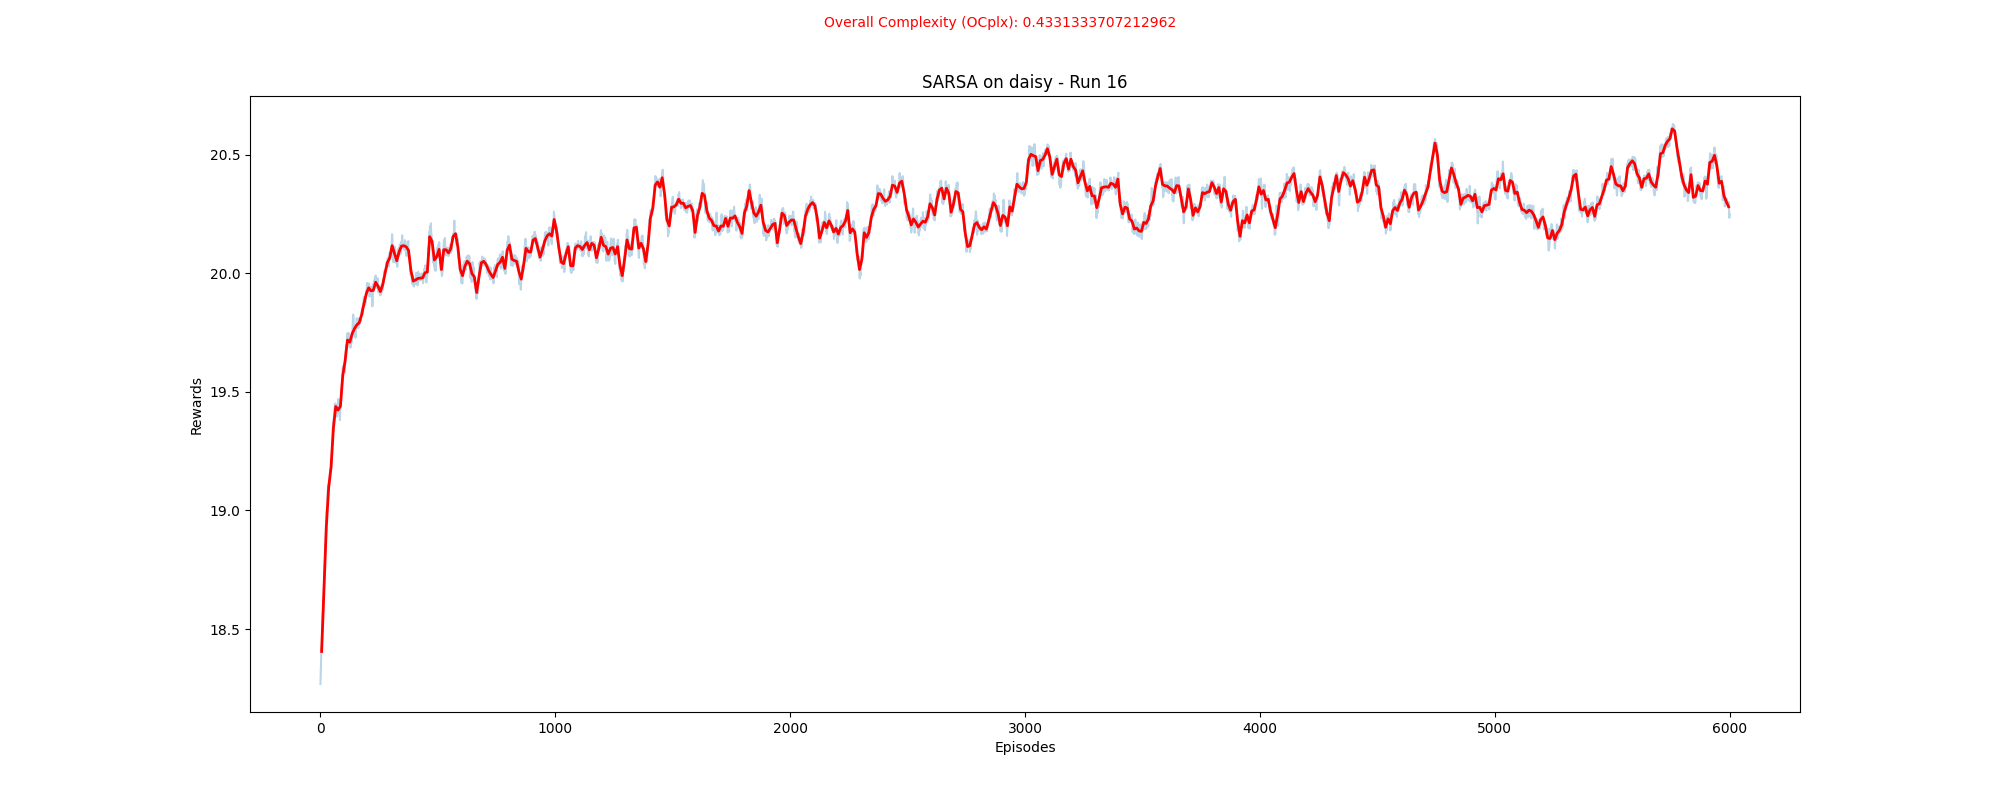 Overall Complexity (OCplx): 0.4331333707212962
SARSA on daisy - Run 16
Rewards
20.5
20.0
19.5
19.0
18.5
0 1000 2000 3000 4000 5000 6000
Episodes